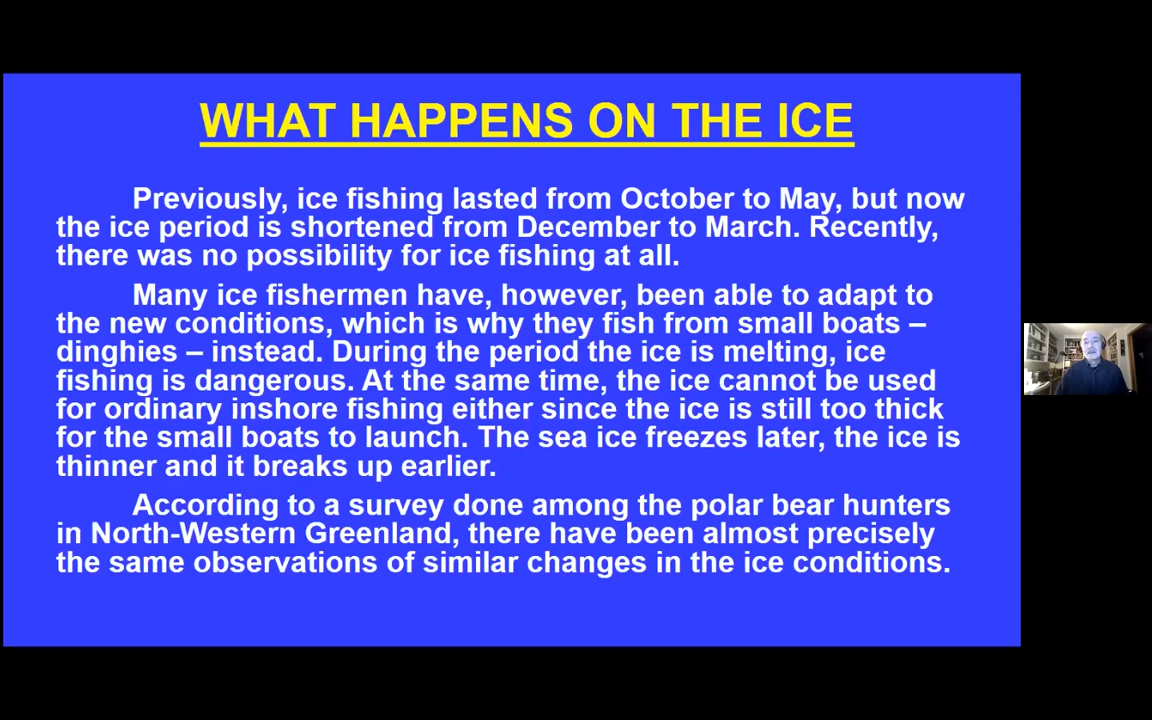 WHAT HAPPENS ON THE ICE
Previously, ice fishing lasted from October to May, but now
the ice period is shortened from December to March. Recently,
there was no possibility for ice fishing at all.
Many ice fishermen have, however, been able to adapt to
the new conditions, which is why they fish from small boats –
dinghies – instead. During the period the ice is melting, ice
fishing is dangerous. At the same time, the ice cannot be used
for ordinary inshore fishing either since the ice is still too thick
for the small boats to launch. The sea ice freezes later, the ice is
thinner and it breaks up earlier.
According to a survey done among the polar bear hunters
in North-Western Greenland, there have been almost precisely
the same observations of similar changes in the ice conditions.